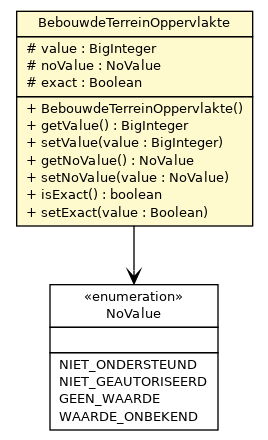 BebouwdeTerreinOppervlakte
# value : BigInteger
# noValue : NoValue
# exact : Boolean
+ BebouwdeTerreinOppervlakte()
+ getValue() : BigInteger
+ setValue(value : BigInteger)
+ getNoValue() : NoValue
+ setNoValue(value : NoValue)
+ isExact() : boolean
+ setExact(value : Boolean)
«enumeration»
NoValue
NIET_ONDERSTEUND
NIET_GEAUTORISEERD
GEEN_WAARDE
WAARDE_ONBEKEND